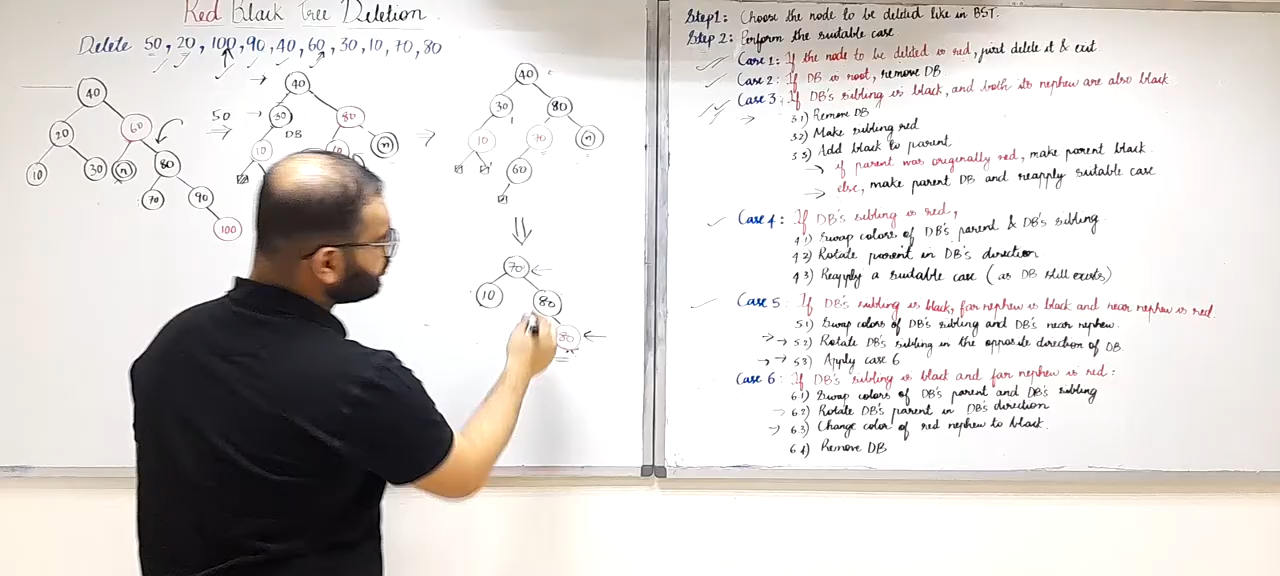 Red Black Tree Deletion
Delete 50, 20, 100, 90, 40, 60, 30, 10, 70, 80
40
20 60
10 30 n 80
70 90
100
50
40
30 80
DB
10 n
40
30 80
10 70 n
60
70
10 80
80
Step1: Choose the node to be deleted like in BST.
Step 2: Perform the suitable case.
Case 1: If the node to be deleted is red, just delete it & exit
Case 2: If DB is root, remove DB
Case 3: If DB's sibling is black, and both its nephew are also black
3.1) Remove DB
3.2) Make sibling red
3.3) Add black to parent
if parent was originally red, make parent black.
else, make parent DB and reapply suitable case
Case 4: If DB's sibling is red,
4.1) Swap colors of DB's parent & DB's sibling
4.2) Rotate parent in DB's direction
4.3) Reapply a suitable case (as DB still exists)
Case 5: If DB's sibling is black, far nephew is black and near nephew is red.
5.1) Swap colors of DB's sibling and DB's near nephew.
5.2) Rotate DB's sibling in the opposite direction of DB
5.3) Apply case 6
Case 6: If DB's sibling is black and far nephew is red:
6.1) Swap colors of DB's parent and DB's sibling
6.2) Rotate DB's parent in DB's direction
6.3) Change color of red nephew to black.
6.4) Remove DB